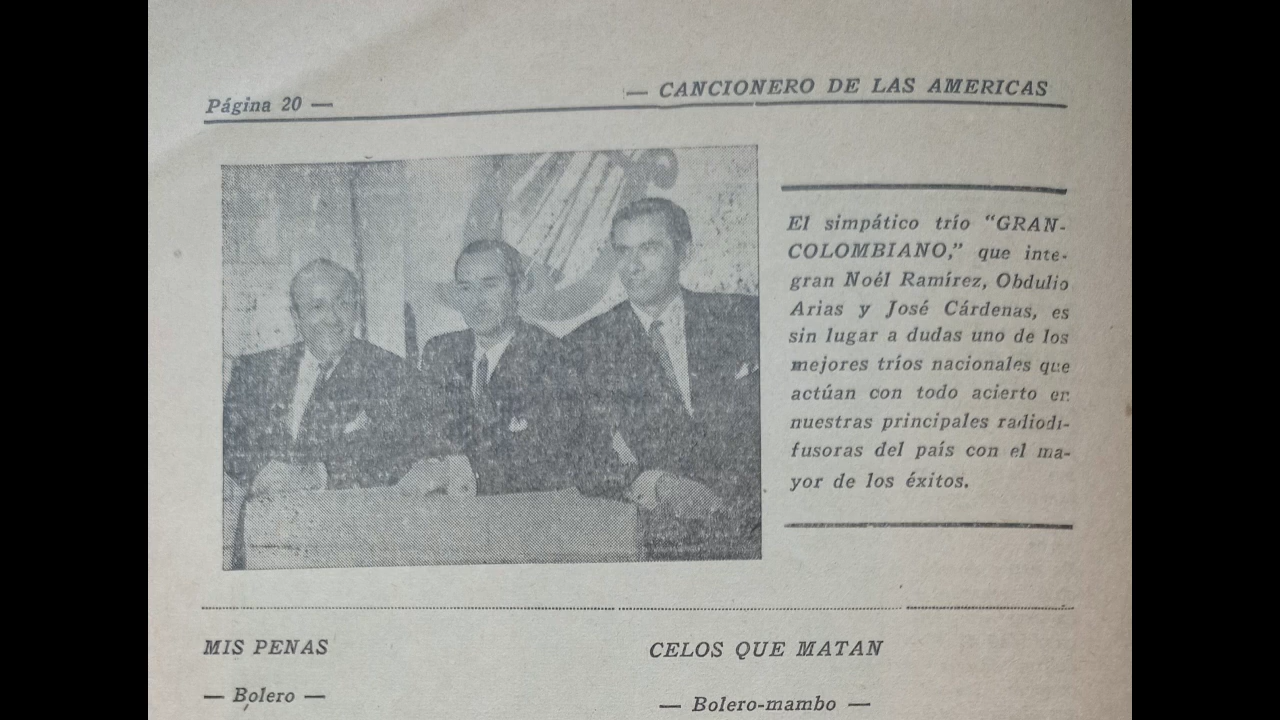 Página 20 —
— CANCIONERO DE LAS AMERICAS
El simpático trío “GRAN-
COLOMBIANO,” que inte-
gran Noél Ramírez, Obdulio
Arias y José Cárdenas, es
sin lugar a dudas uno de los
mejores tríos nacionales que
actúan con todo acierto en
nuestras principales radiodi-
fusoras del país con el ma-
yor de los éxitos.
MIS PENAS
— Bolero —
CELOS QUE MATAN
— Bolero-mambo —